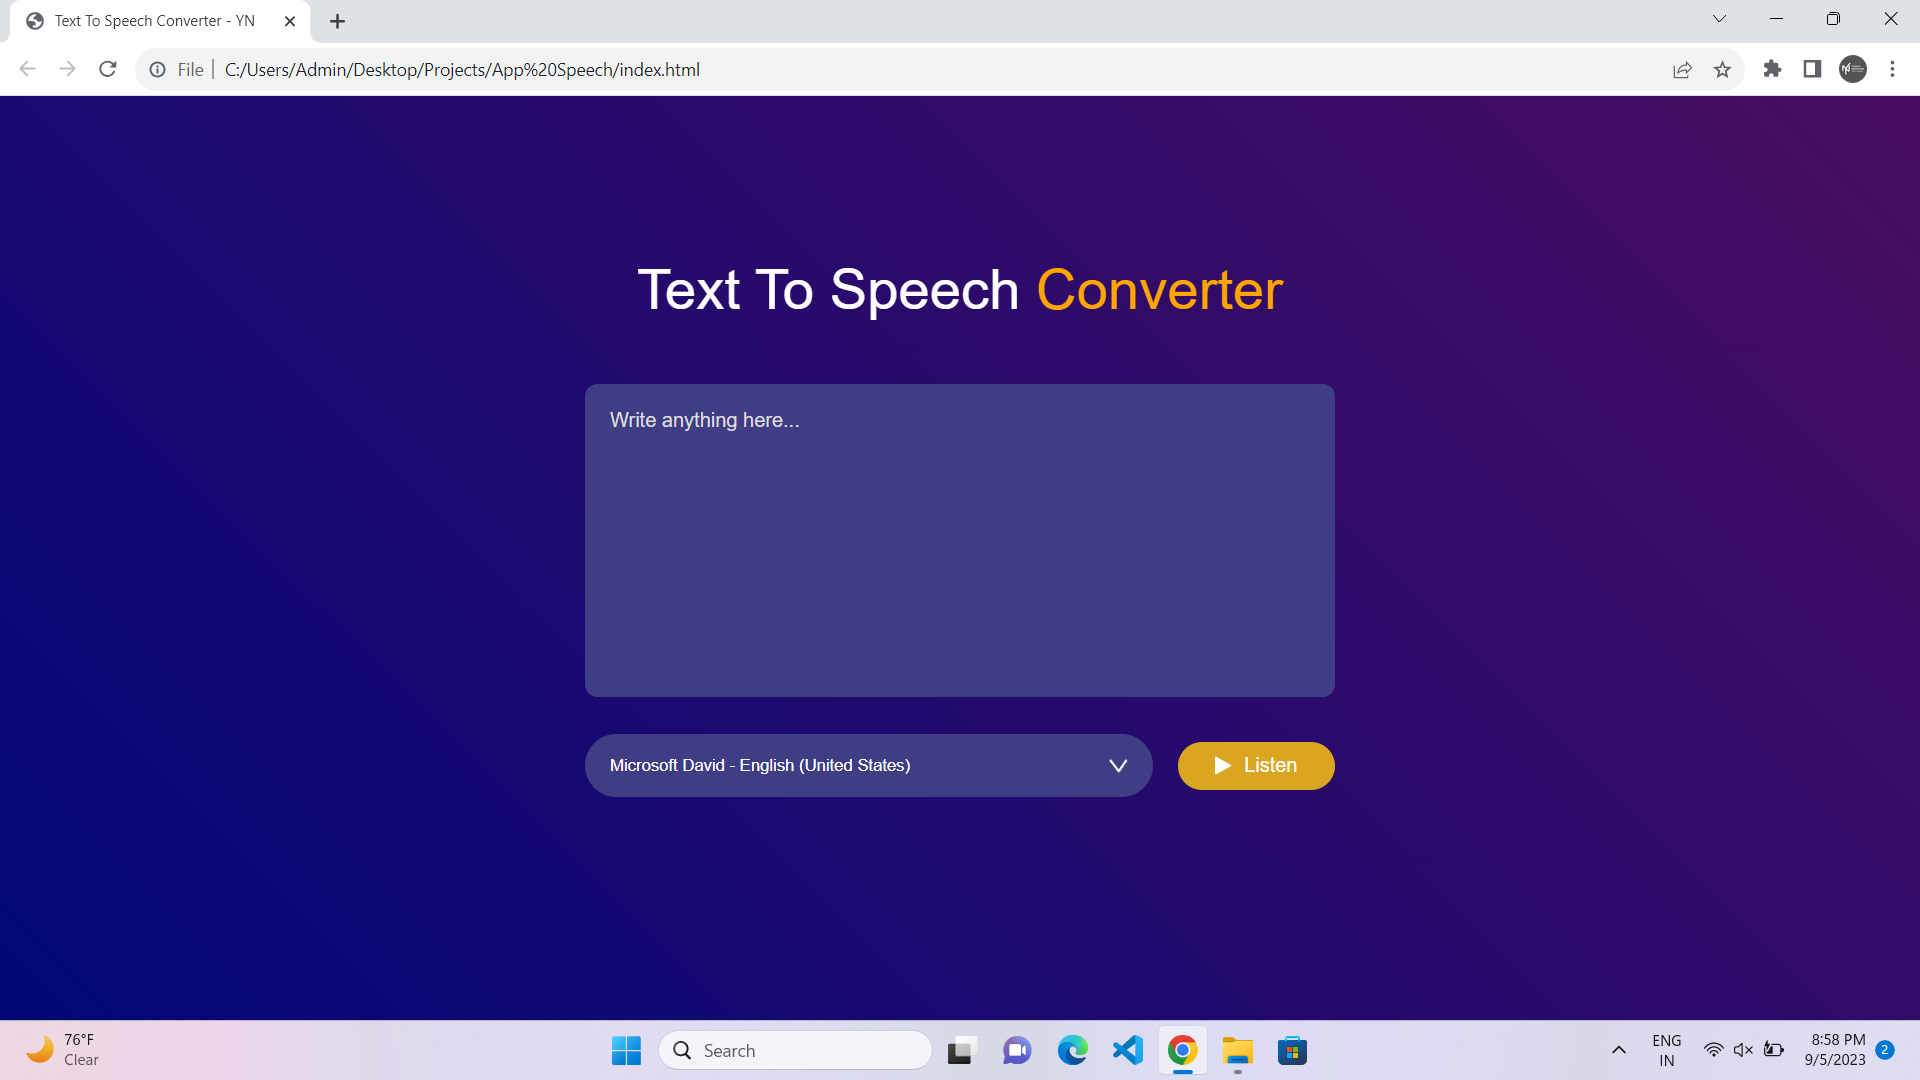 Text To Speech Converter - YN
File
C:/Users/Admin/Desktop/Projects/App%20Speech/index.html
Text To Speech Converter
Write anything here...
Microsoft David - English (United States)
Listen
76°F
Clear
Search
ENG
IN
8:58 PM
9/5/2023
2